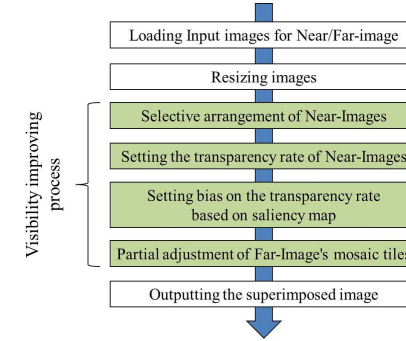 Loading Input images for Near/Far-image
Resizing images
Selective arrangement of Near-Images
Setting the transparency rate of Near-Images
Setting bias on the transparency rate
based on saliency map
Partial adjustment of Far-Image's mosaic tiles
Outputting the superimposed image
Visibility improving
process